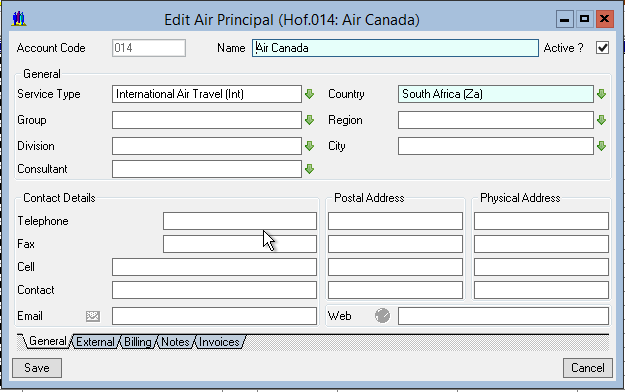 Edit Air Principal (Hof.014: Air Canada)
Account Code 014 Name Air Canada Active ?
General
Service Type International Air Travel (Int) Country South Africa (Za)
Group Region
Division City
Consultant
Contact Details Postal Address Physical Address
Telephone
Fax
Cell
Contact
Email Web
General External Billing Notes Invoices
Save Cancel